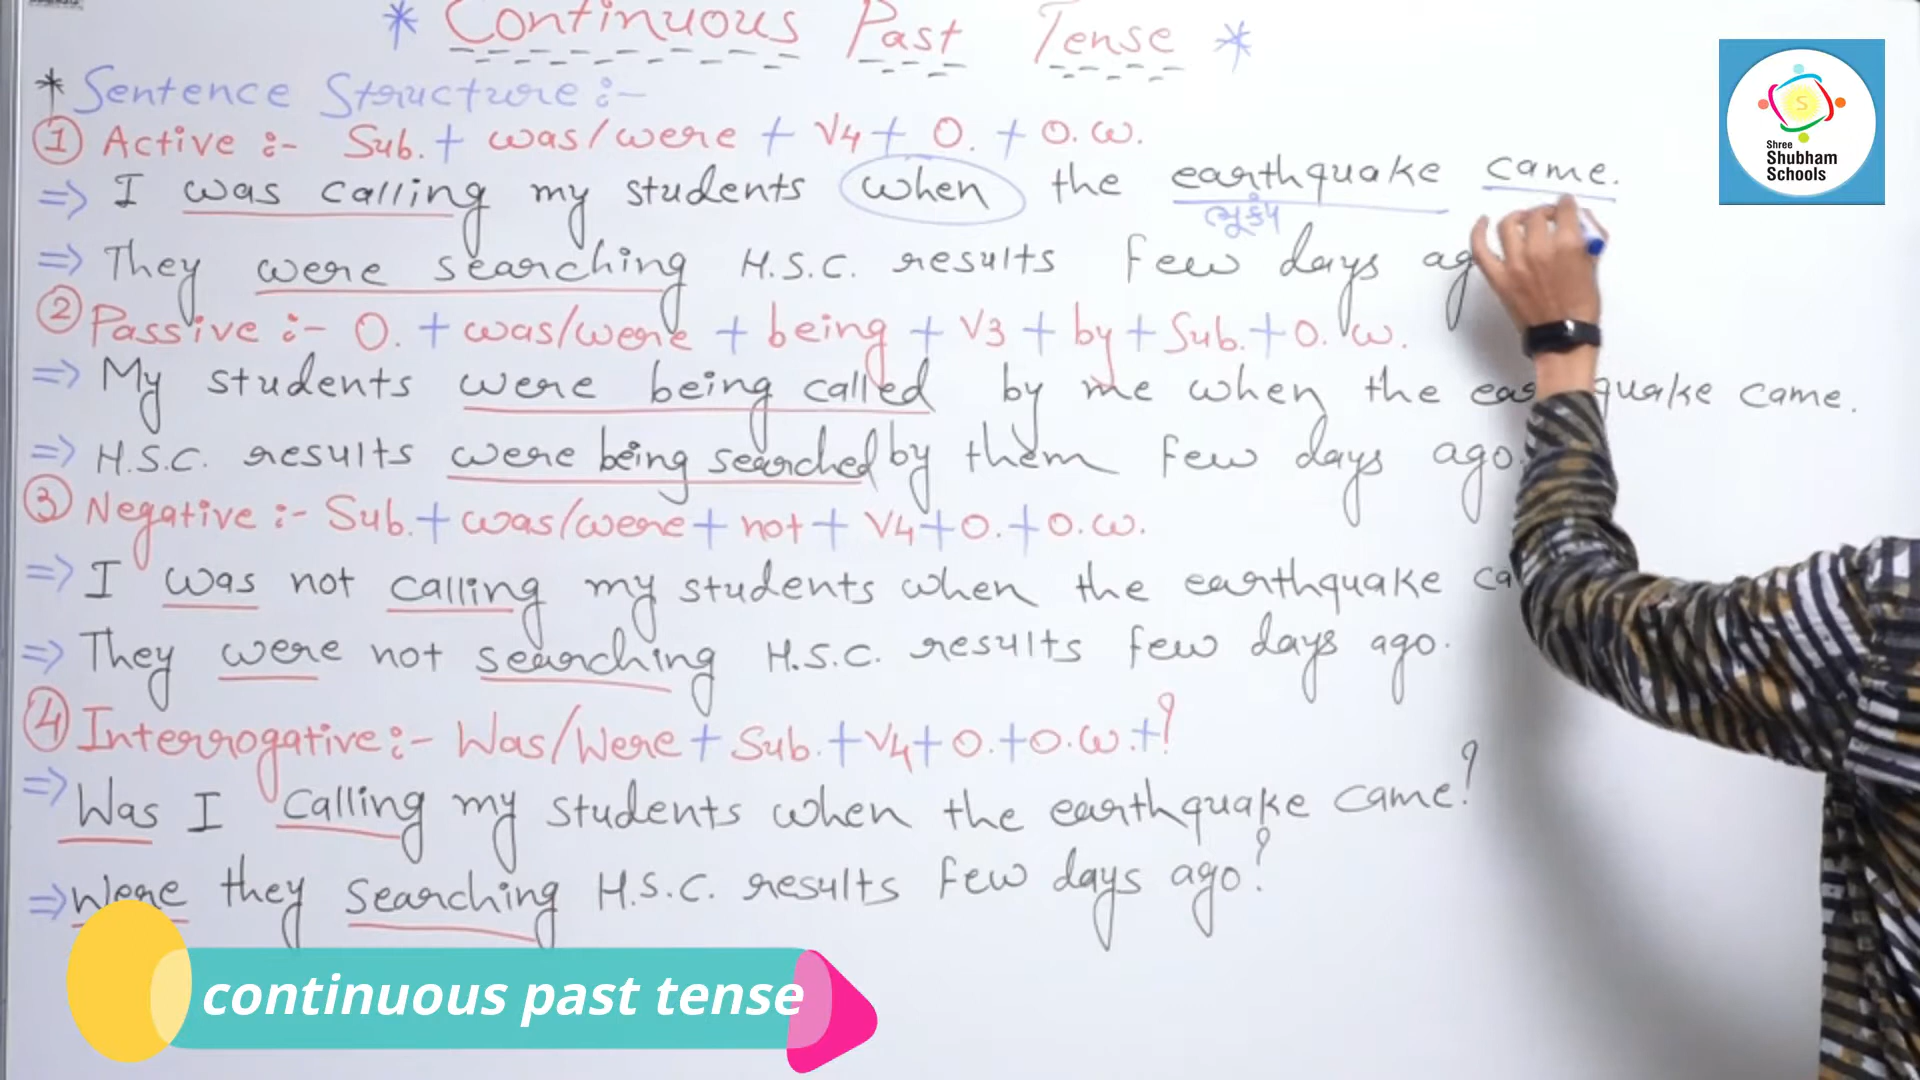 * Continuous Past Tense *
* Sentence Structure :-
① Active :- Sub. + was/were + V4 + O. + O.W.
⇒ I was calling my students when the earthquake came.
ભૂકંપ
⇒ They were searching H.S.C. results few days
② Passive :- O. + was/were + being + V3 + by + Sub. + O.W.
⇒ My students were being called by me when the came.
⇒ H.S.C. results were being searched by them few days ago.
③ Negative :- Sub. + was/were + not + V4 + O. + O.W.
⇒ I was not calling my students when the earthquake
⇒ They were not searching H.S.C. results few days ago.
④ Interrogative :- Was/Were + Sub. + V4 + O. + O.W. + ?
⇒ Was I calling my students when the earthquake came?
⇒ Were they searching H.S.C. results few days ago?
continuous past tense
S
Shree
Shubham
Schools